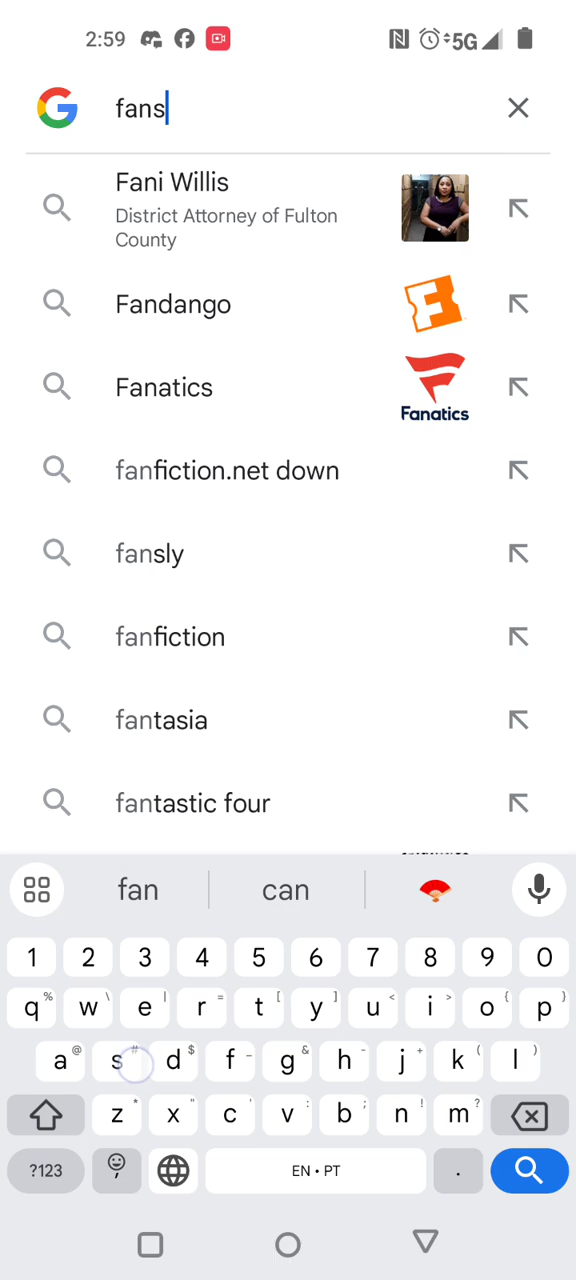 2:59 5G
fans
Fani Willis
District Attorney of Fulton
County
Fandango
Fanatics
Fanatics
fanfiction.net down
fansly
fanfiction
fantasia
fantastic four
fan can
1 2 3 4 5 6 7 8 9 0
q % w \ e | r = t [ y ] u < i > o { p }
a @ s # d $ f _ g & h - j + k ( l )
z * x " c ' v : b ; n ! m ?
?123 , EN • PT .